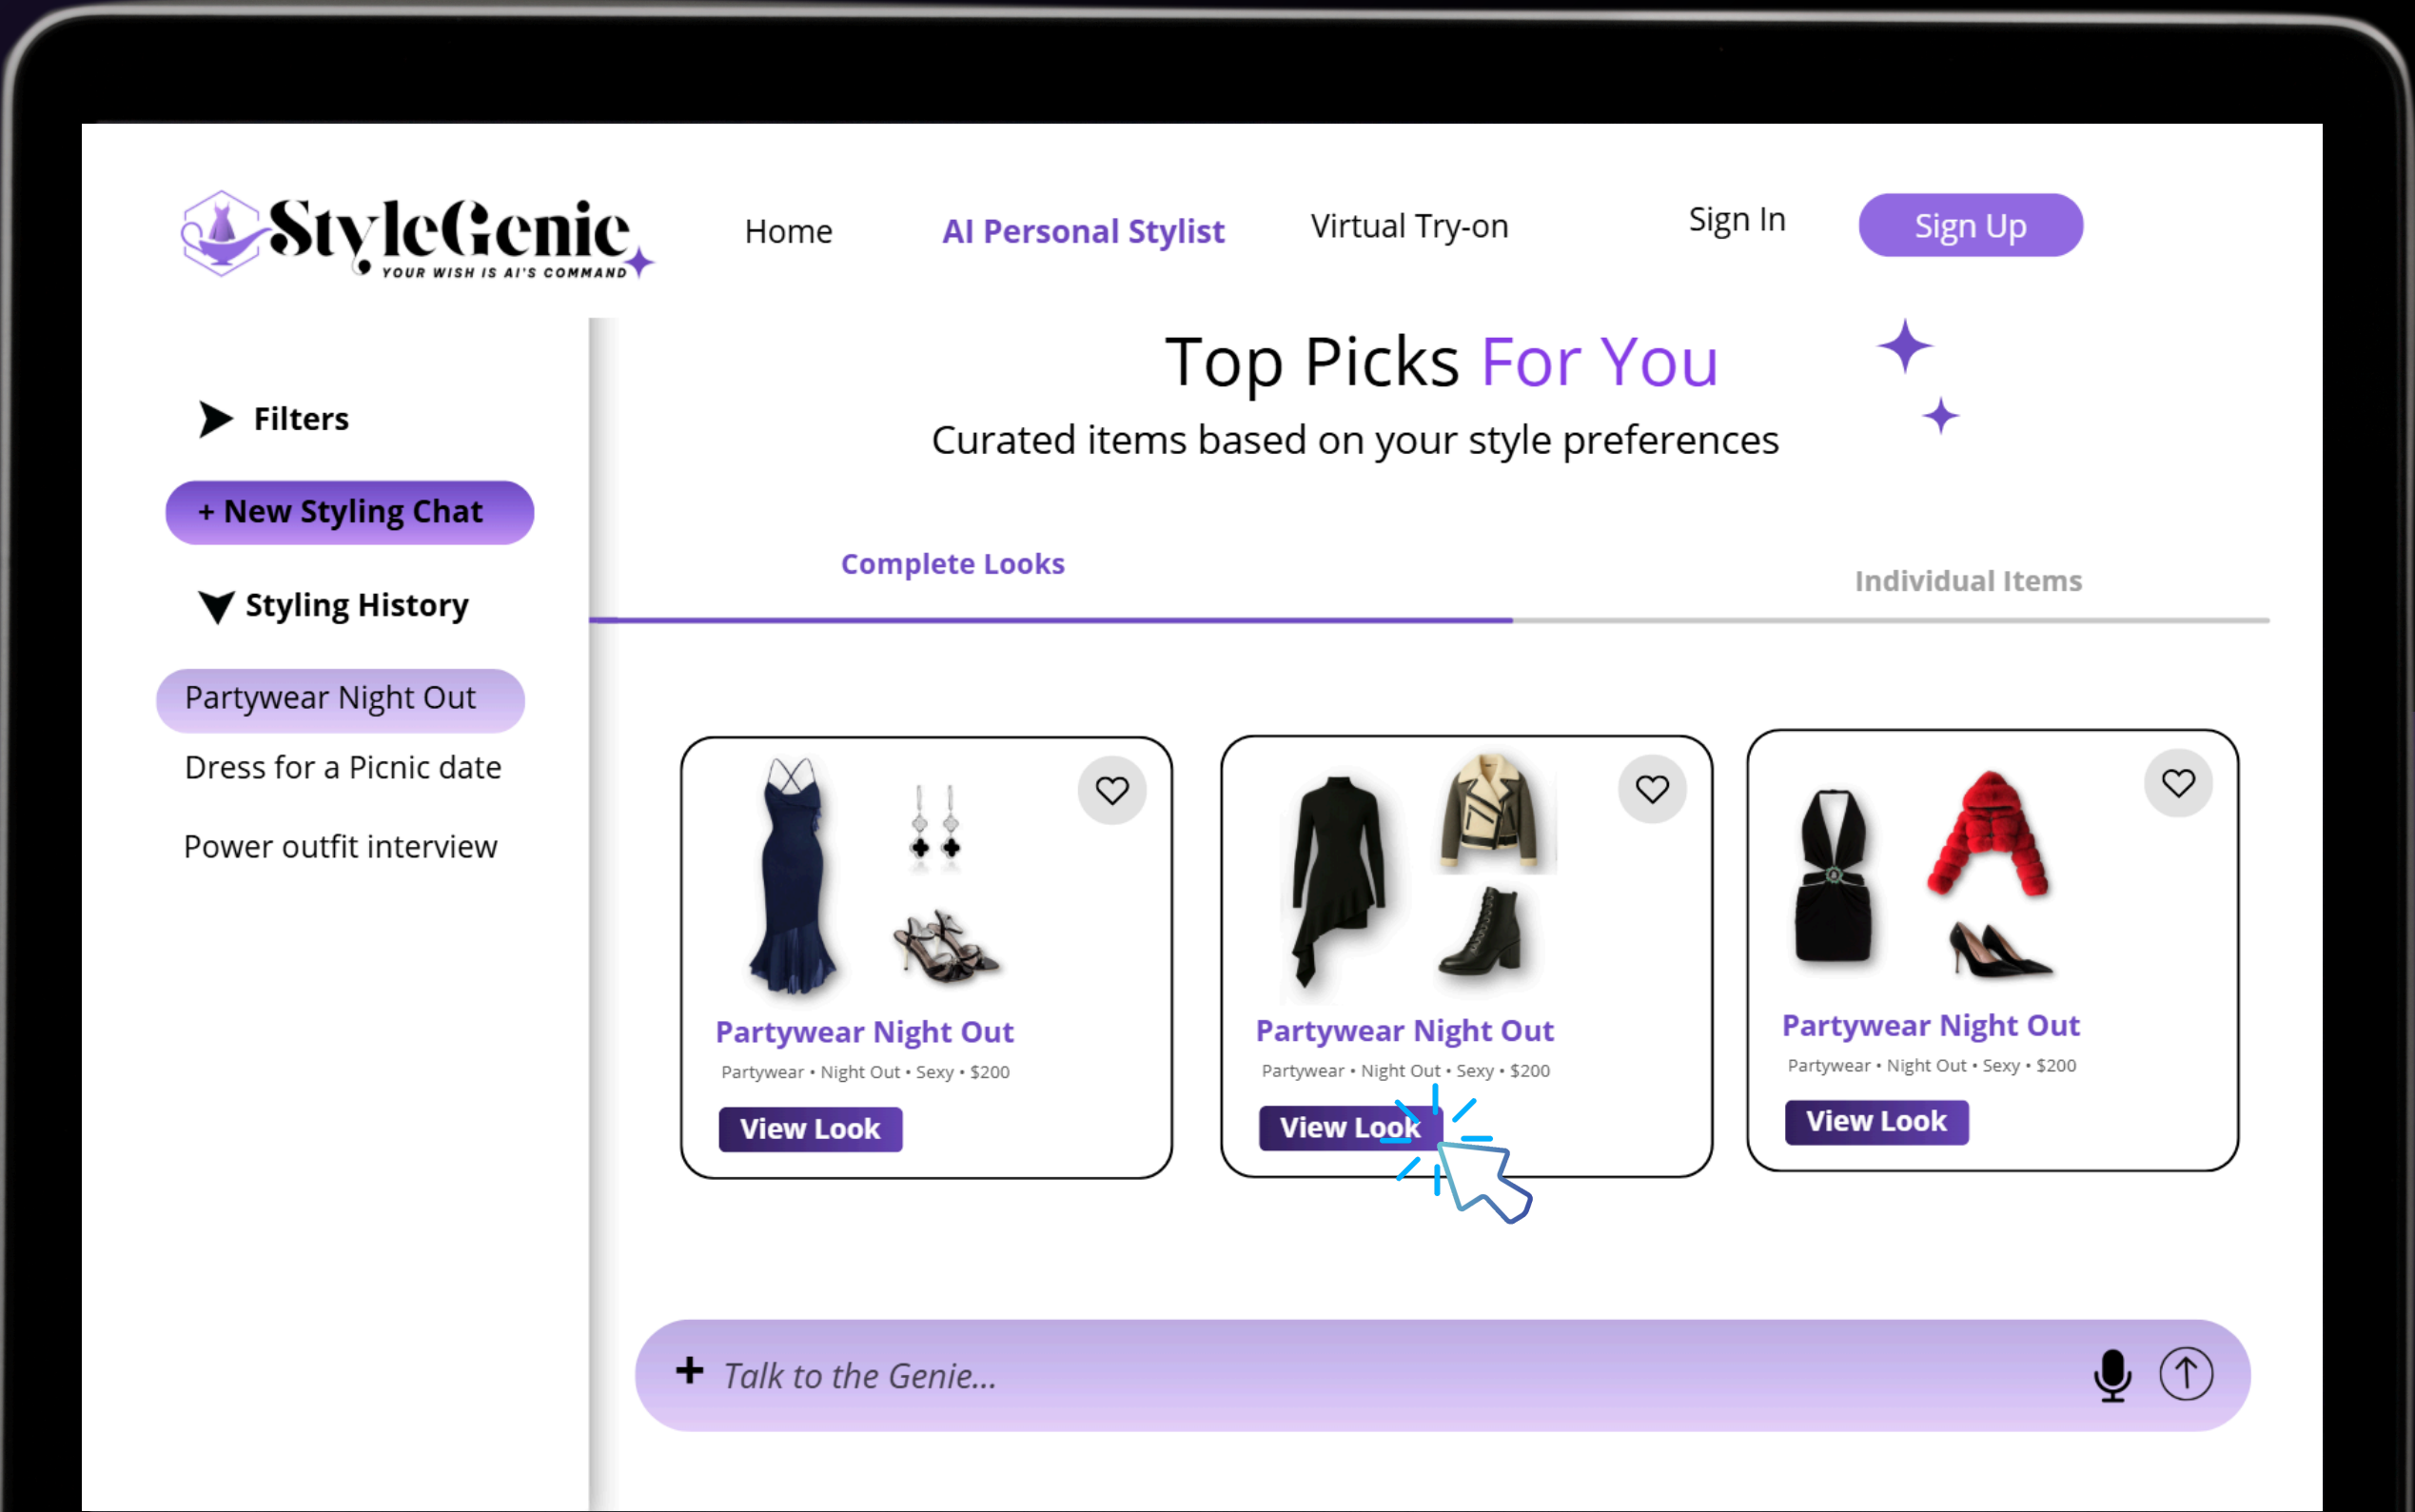 StyleGenie
YOUR WISH IS AI'S COMMAND
Home
AI Personal Stylist
Virtual Try-on
Sign In
Sign Up
Filters
+ New Styling Chat
Styling History
Partywear Night Out
Dress for a Picnic date
Power outfit interview
Top Picks For You
Curated items based on your style preferences
Complete Looks
Individual Items
Partywear Night Out
Partywear • Night Out • Sexy • $200
View Look
Partywear Night Out
Partywear • Night Out • Sexy • $200
View Look
Partywear Night Out
Partywear • Night Out • Sexy • $200
View Look
+ Talk to the Genie...